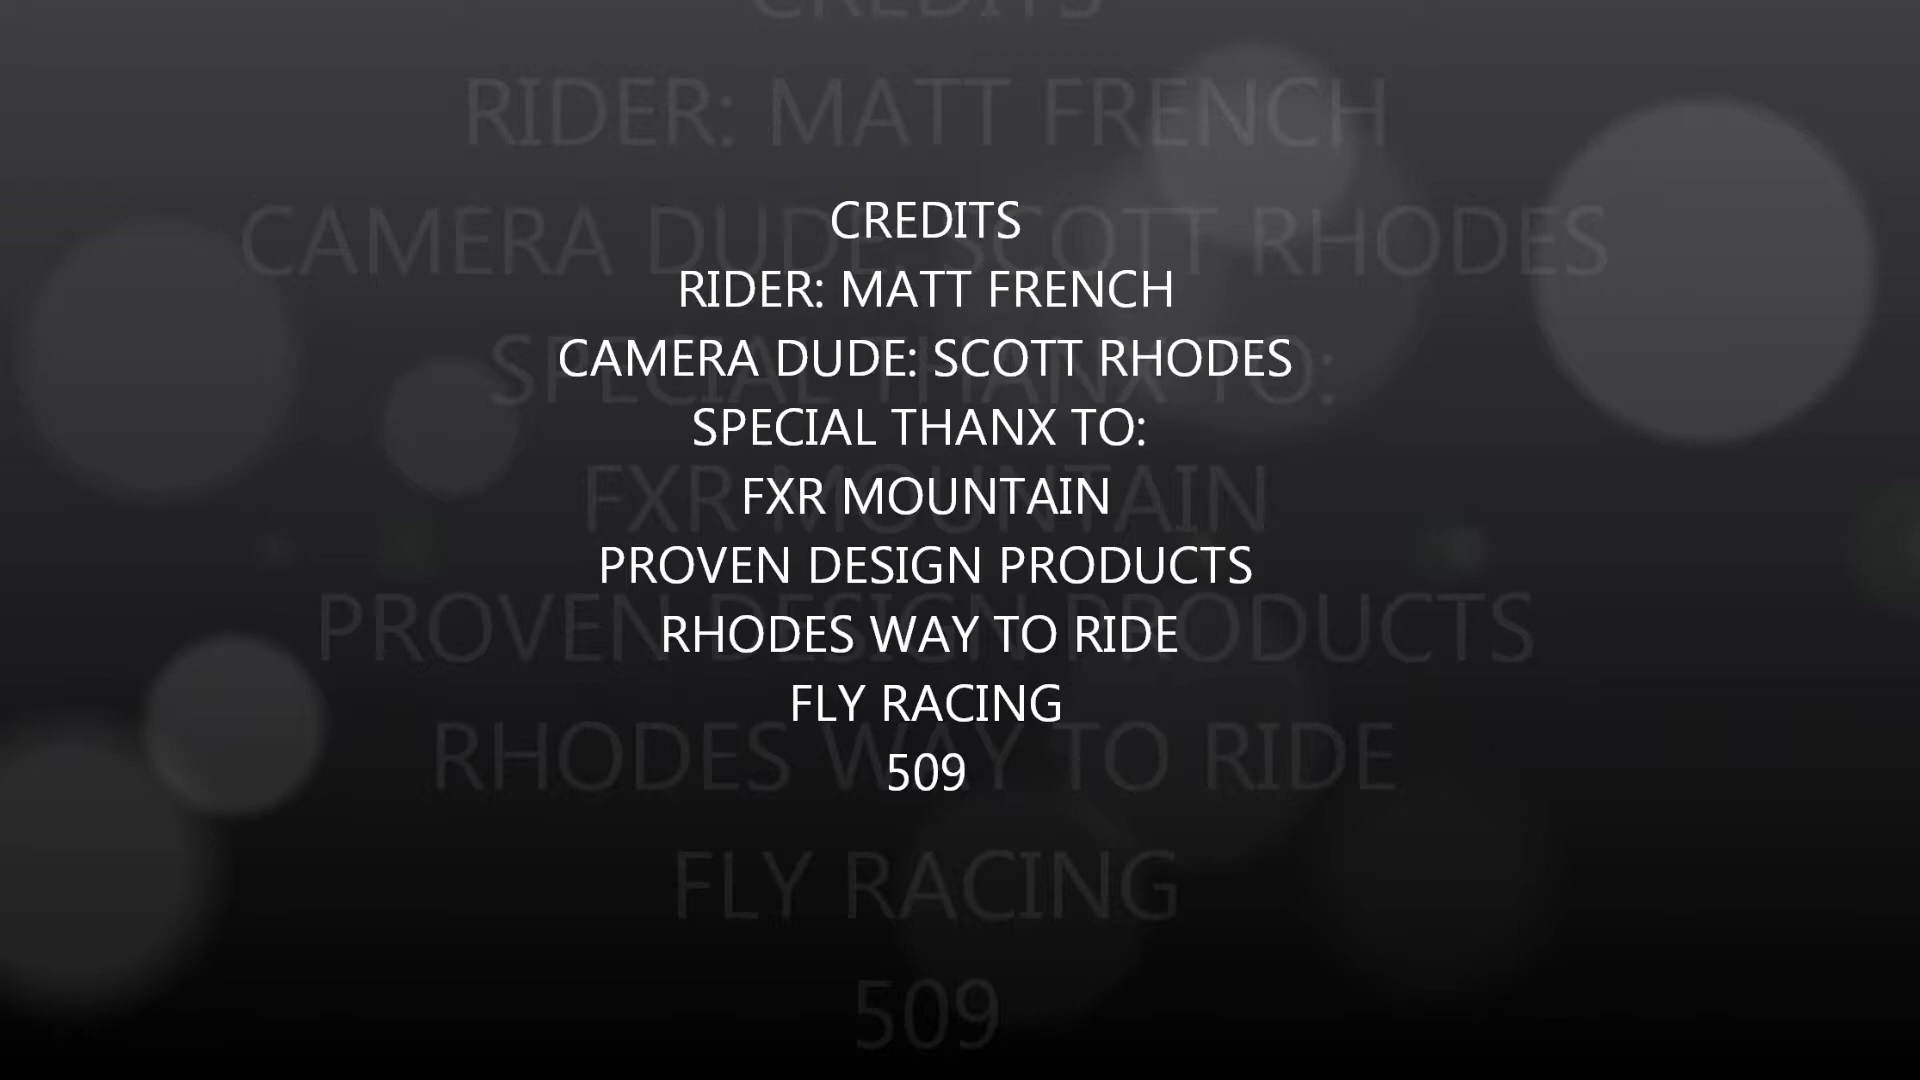 CREDITS
RIDER: MATT FRENCH
CAMERA DUDE: SCOTT RHODES
SPECIAL THANX TO:
FXR MOUNTAIN
PROVEN DESIGN PRODUCTS
RHODES WAY TO RIDE
FLY RACING
509